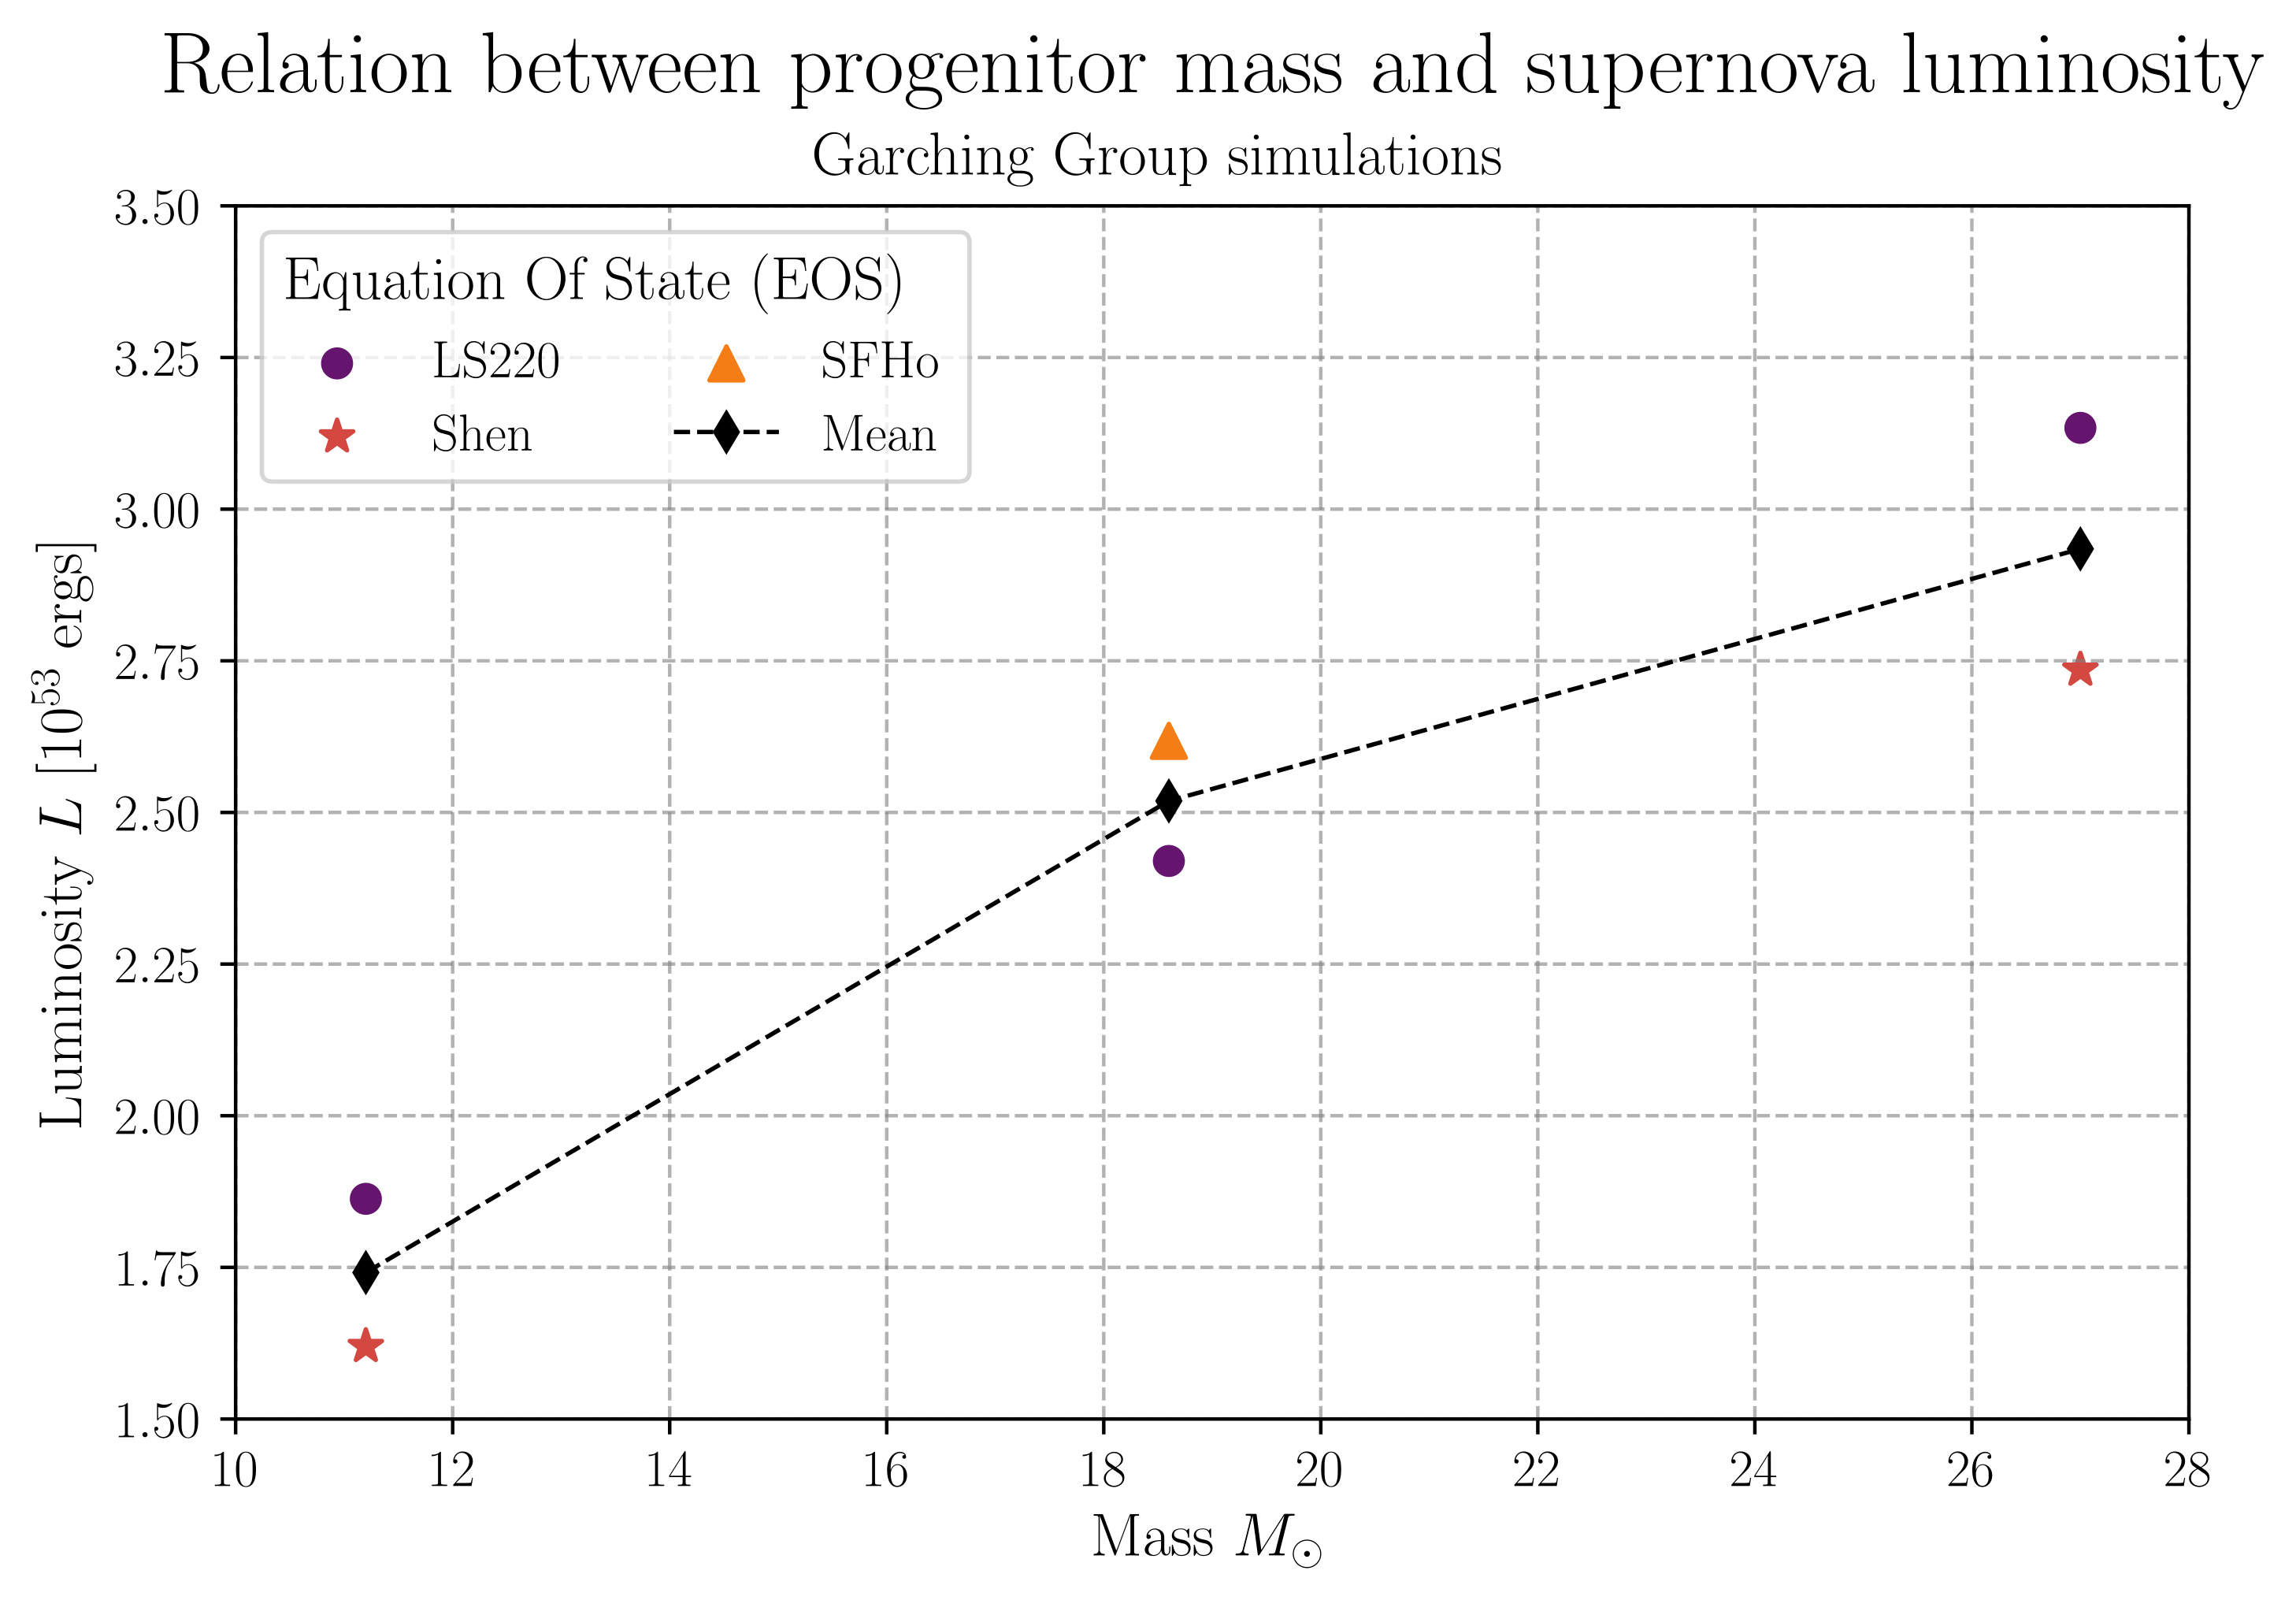 Relation between progenitor mass and supernova luminosity
Garching Group simulations
Equation Of State (EOS)
LS220
Shen
SFHo
Mean
Luminosity L [10^53 ergs]
3.50
3.25
3.00
2.75
2.50
2.25
2.00
1.75
1.50
10 12 14 16 18 20 22 24 26 28
Mass M☉